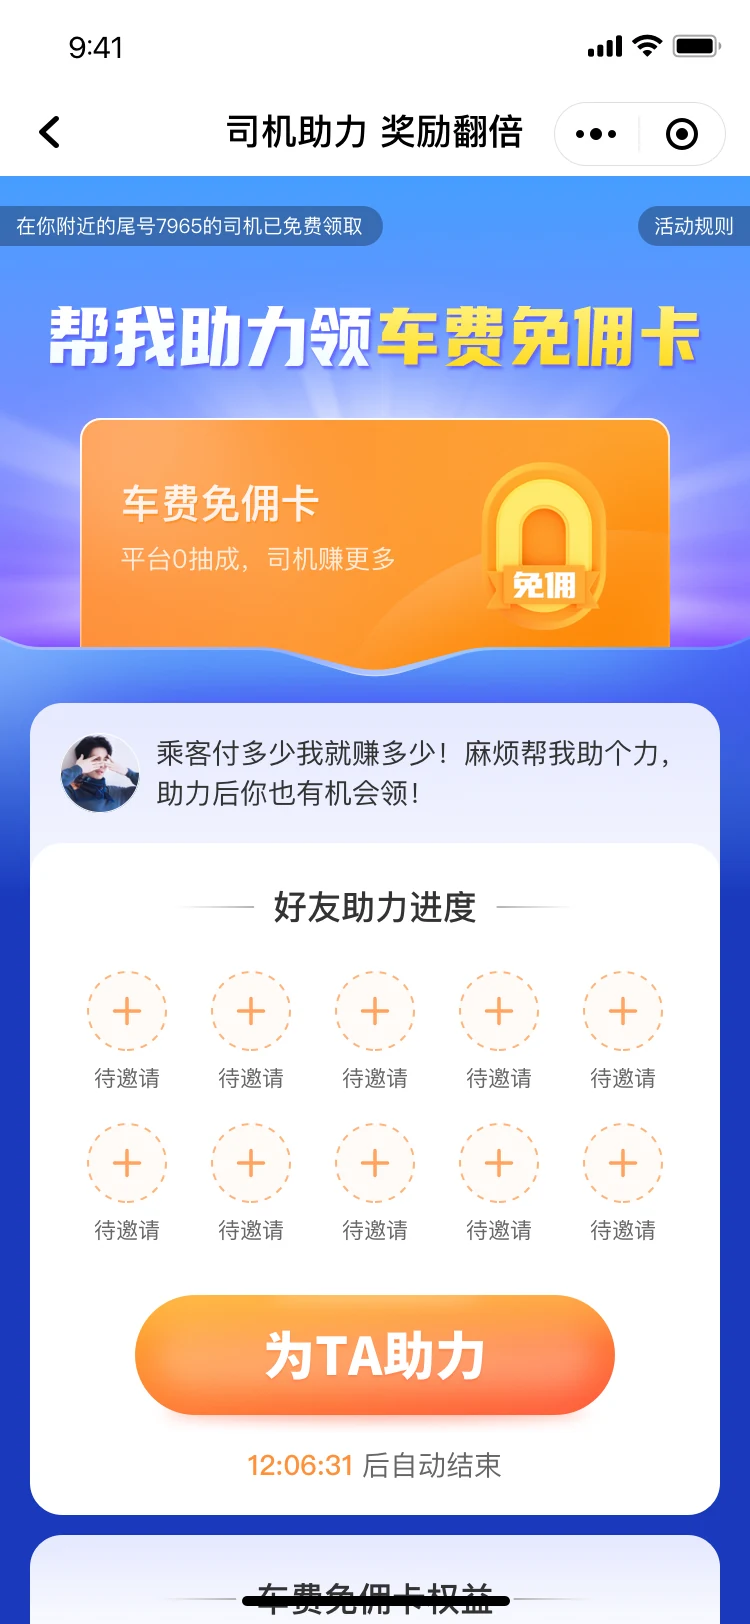 9:41
司机助力 奖励翻倍
在你附近的尾号7965的司机已免费领取
活动规则
帮我助力领车费免佣卡
车费免佣卡
平台0抽成，司机赚更多
免佣
乘客付多少我就赚多少！麻烦帮我助个力，
助力后你也有机会领！
好友助力进度
待邀请 待邀请 待邀请 待邀请 待邀请
待邀请 待邀请 待邀请 待邀请 待邀请
为TA助力
12:06:31 后自动结束
车费免佣卡权益